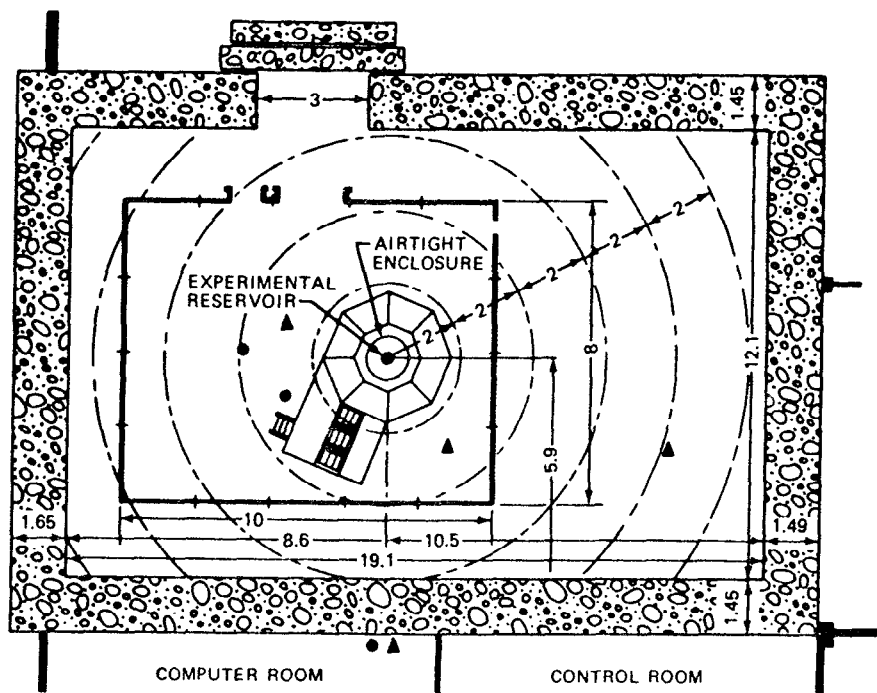 3
1.45
2
2
AIRTIGHT
ENCLOSURE
2
EXPERIMENTAL
RESERVOIR
2
2
8
12.1
5.9
10
1.65
8.6
10.5
1.49
19.1
1.45
COMPUTER ROOM
CONTROL ROOM